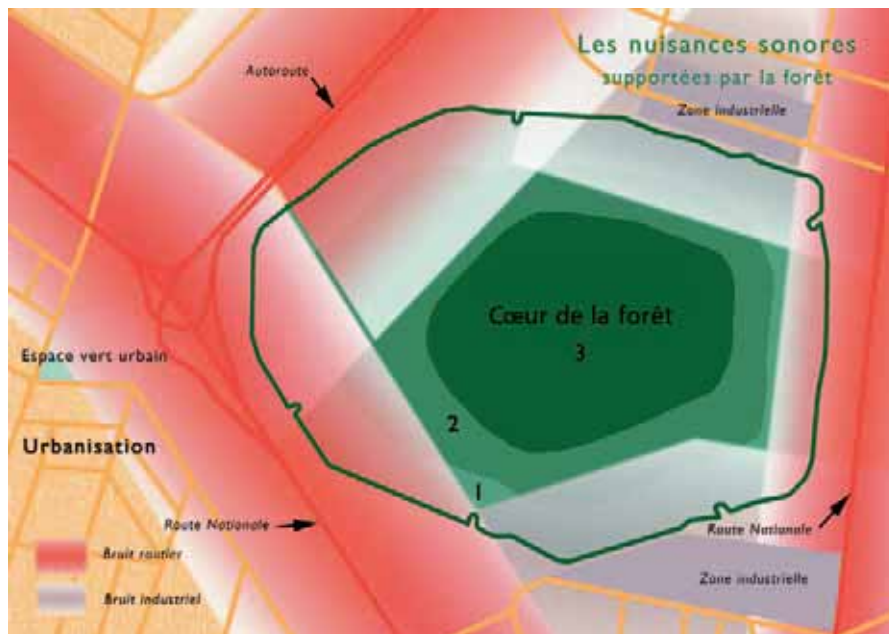 Les nuisances sonores
supportées par la forêt
Autoroute
Zone industrielle
Cœur de la forêt
3
Espace vert urbain
2
Urbanisation
1
Route Nationale
Route Nationale
Bruit routier
Zone industrielle
Bruit industriel